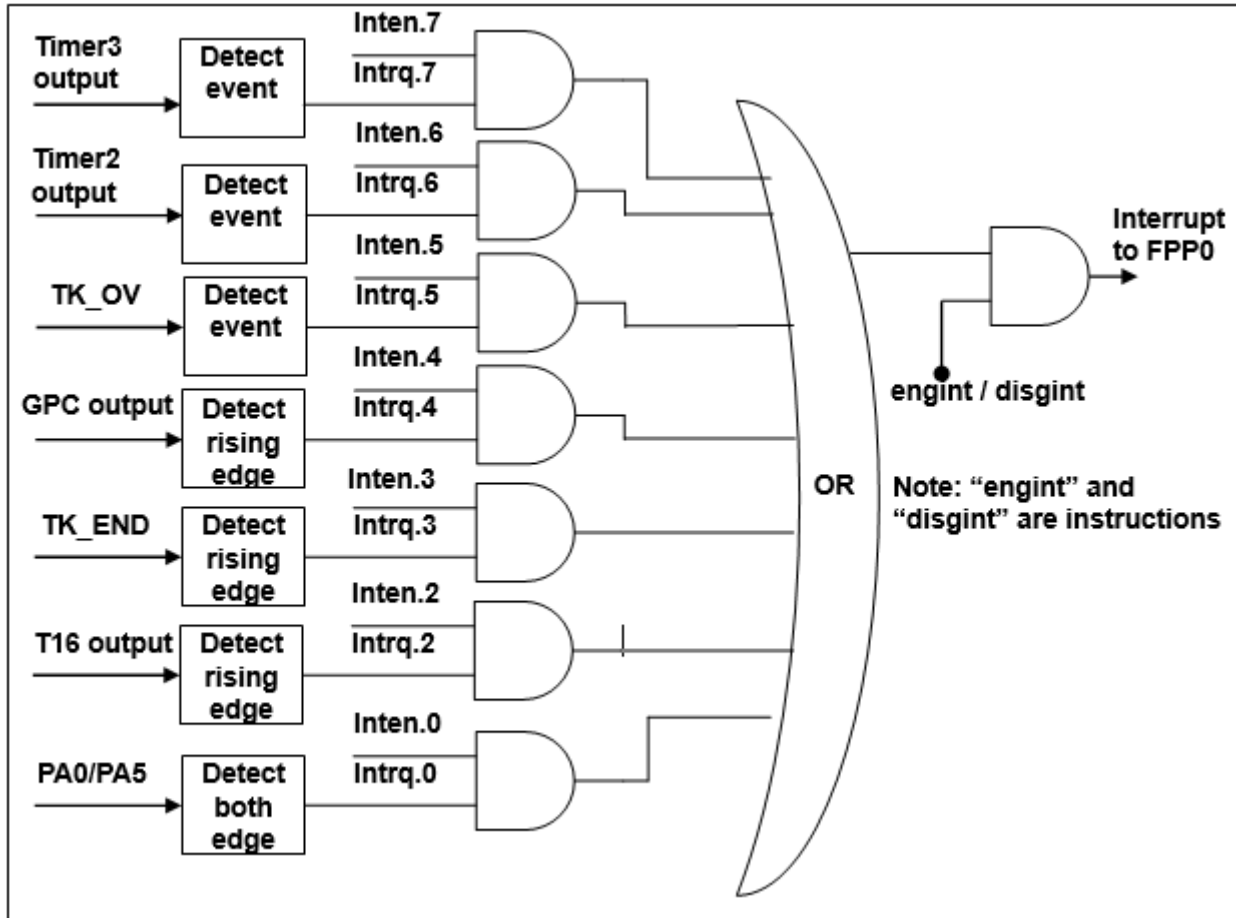 Timer3
output
Detect
event
Inten.7
Intrq.7
Timer2
output
Detect
event
Inten.6
Intrq.6
TK_OV
Detect
event
Inten.5
Intrq.5
GPC output
Detect
rising
edge
Inten.4
Intrq.4
TK_END
Detect
rising
edge
Inten.3
Intrq.3
T16 output
Detect
rising
edge
Inten.2
Intrq.2
PA0/PA5
Detect
both
edge
Inten.0
Intrq.0
OR
Interrupt
to FPP0
engint / disgint
Note: “engint” and
“disgint” are instructions